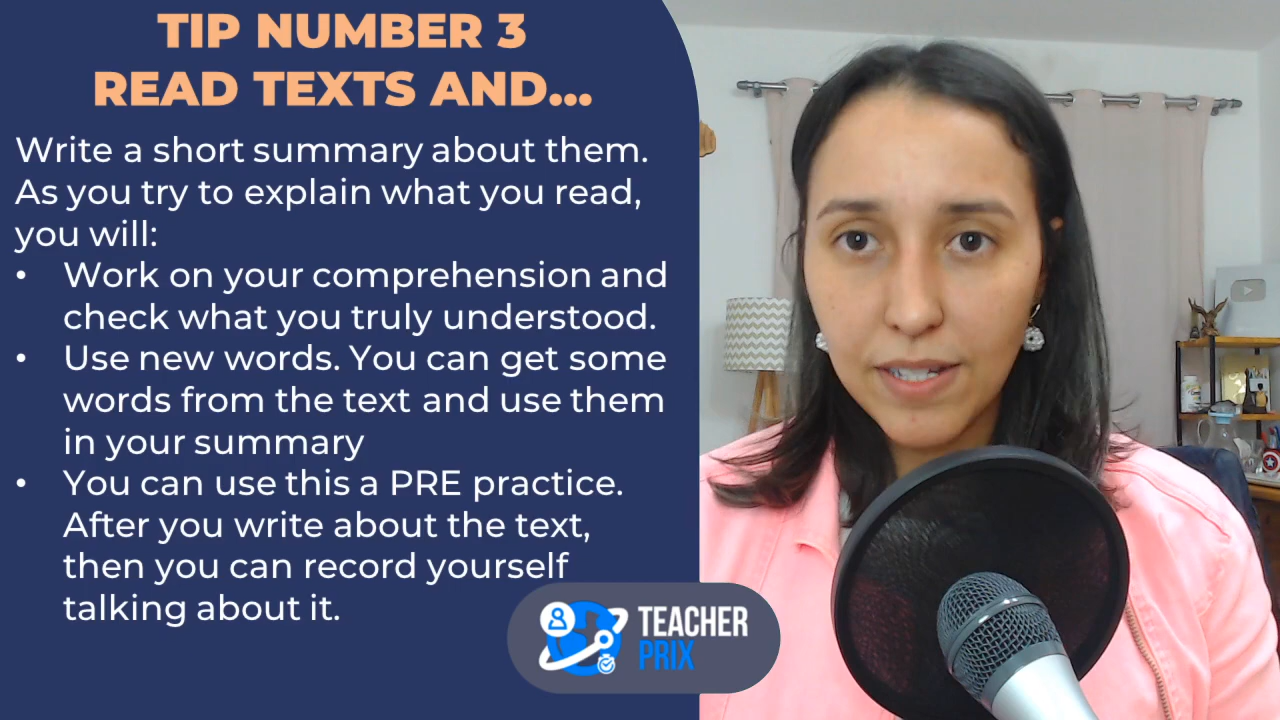 TIP NUMBER 3
READ TEXTS AND...
Write a short summary about them.
As you try to explain what you read,
you will:
• Work on your comprehension and
check what you truly understood.
• Use new words. You can get some
words from the text and use them
in your summary
• You can use this a PRE practice.
After you write about the text,
then you can record yourself
talking about it.
TEACHER
PRIX